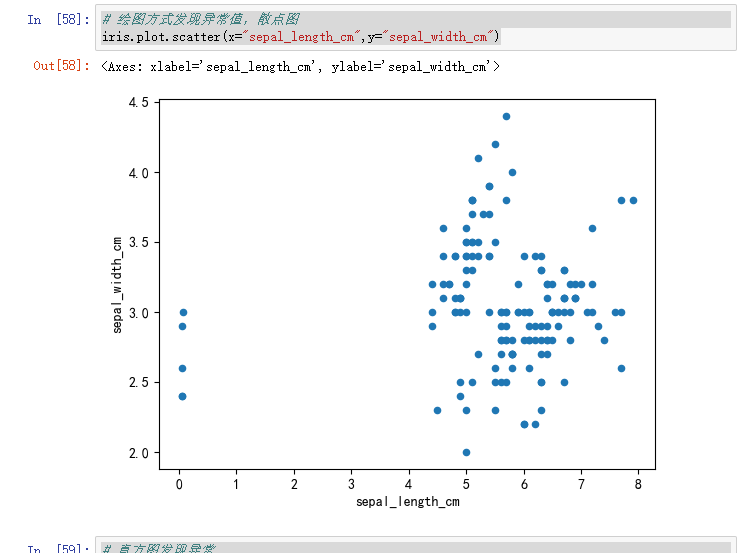 In [58]:
# 绘图方式发现异常值，散点图
iris.plot.scatter(x="sepal_length_cm",y="sepal_width_cm")
Out[58]: <Axes: xlabel='sepal_length_cm', ylabel='sepal_width_cm'>
4.5
4.0
3.5
3.0
2.5
2.0
sepal_width_cm
0 1 2 3 4 5 6 7 8
sepal_length_cm
In [59]:
# 直方图发现异常